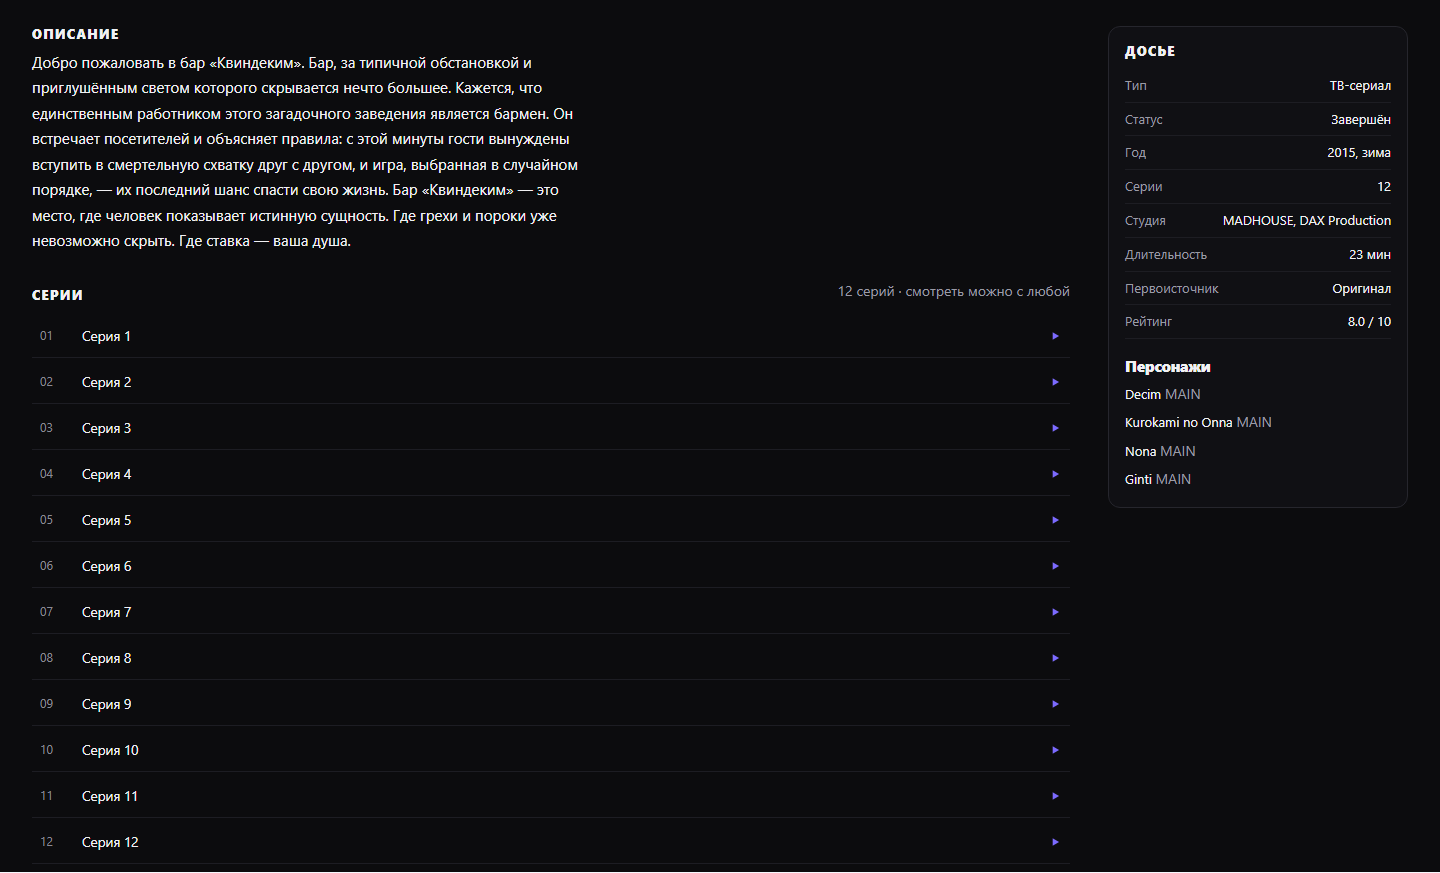 ОПИСАНИЕ
Добро пожаловать в бар «Квиндеким». Бар, за типичной обстановкой и
приглушённым светом которого скрывается нечто большее. Кажется, что
единственным работником этого загадочного заведения является бармен. Он
встречает посетителей и объясняет правила: с этой минуты гости вынуждены
вступить в смертельную схватку друг с другом, и игра, выбранная в случайном
порядке, — их последний шанс спасти свою жизнь. Бар «Квиндеким» — это
место, где человек показывает истинную сущность. Где грехи и пороки уже
невозможно скрыть. Где ставка — ваша душа.
СЕРИИ
12 серий · смотреть можно с любой
01 Серия 1
02 Серия 2
03 Серия 3
04 Серия 4
05 Серия 5
06 Серия 6
07 Серия 7
08 Серия 8
09 Серия 9
10 Серия 10
11 Серия 11
12 Серия 12
ДОСЬЕ
Тип ТВ-сериал
Статус Завершён
Год 2015, зима
Серии 12
Студия MADHOUSE, DAX Production
Длительность 23 мин
Первоисточник Оригинал
Рейтинг 8.0 / 10
Персонажи
Decim MAIN
Kurokami no Onna MAIN
Nona MAIN
Ginti MAIN